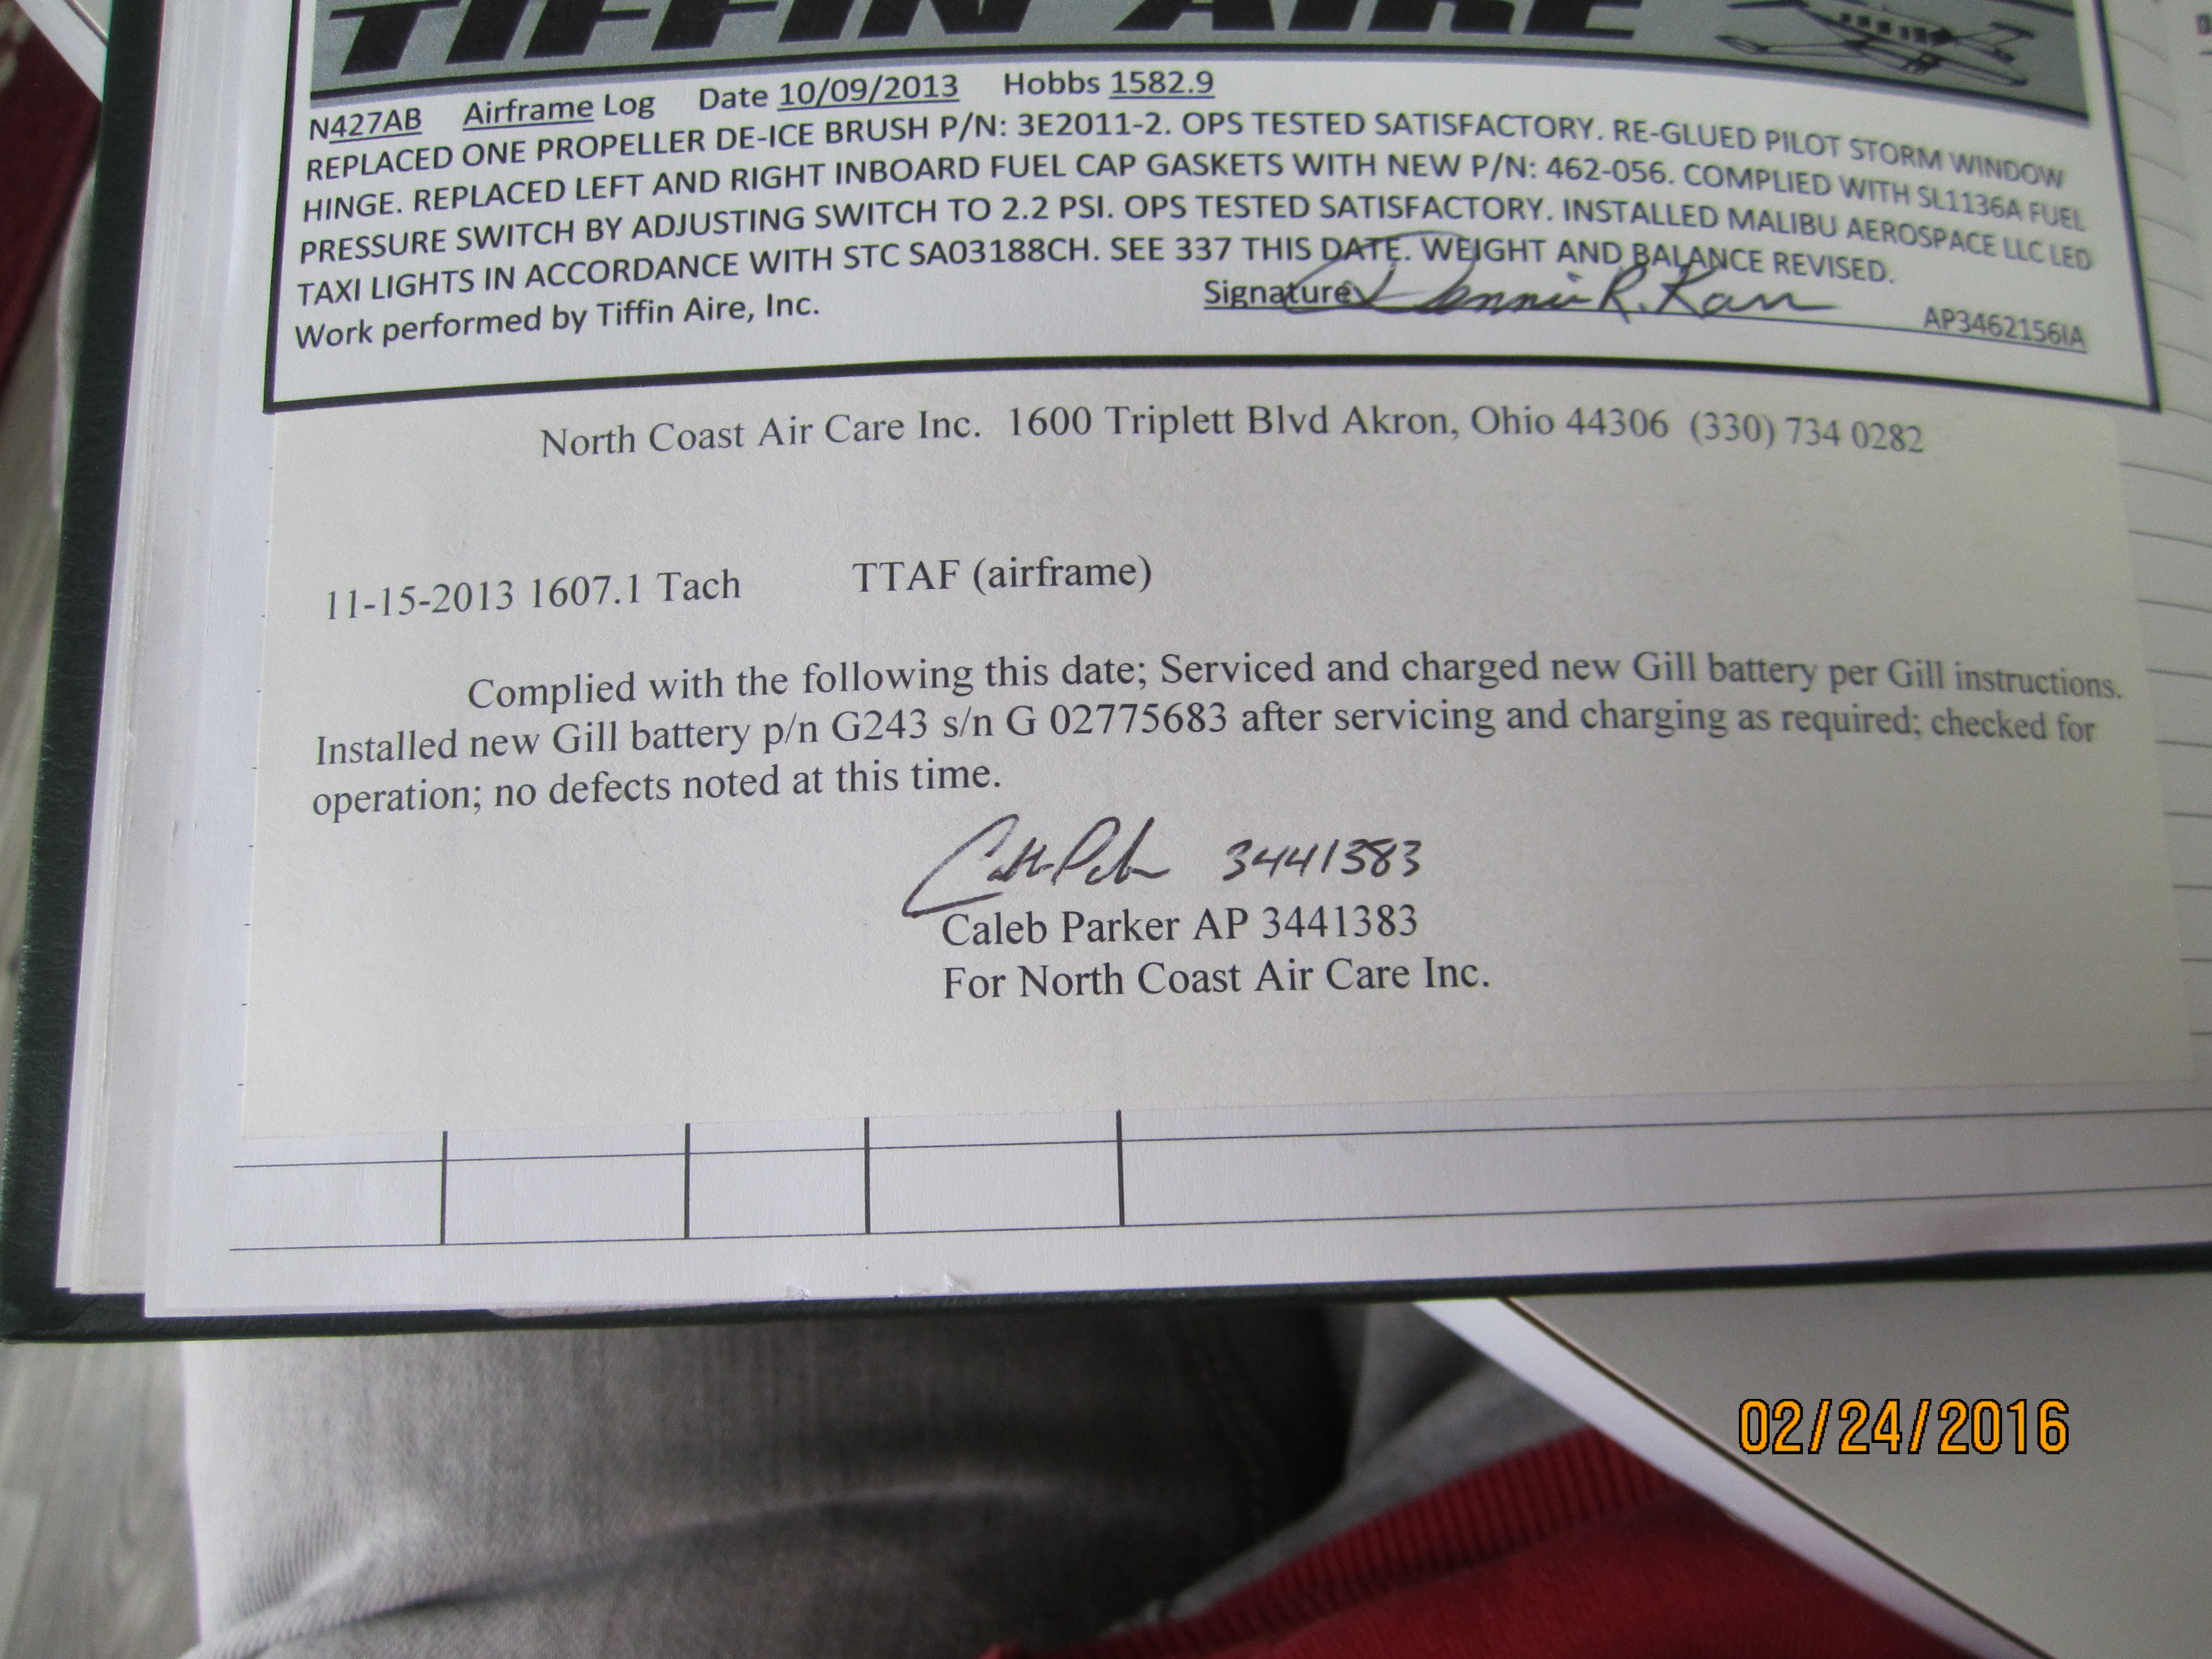 TIFFIN AIRE
N427AB Airframe Log Date 10/09/2013 Hobbs 1582.9
REPLACED ONE PROPELLER DE-ICE BRUSH P/N: 3E2011-2. OPS TESTED SATISFACTORY. RE-GLUED PILOT STORM WINDOW
HINGE. REPLACED LEFT AND RIGHT INBOARD FUEL CAP GASKETS WITH NEW P/N: 462-056. COMPLIED WITH SL1136A FUEL
PRESSURE SWITCH BY ADJUSTING SWITCH TO 2.2 PSI. OPS TESTED SATISFACTORY. INSTALLED MALIBU AEROSPACE LLC LED
TAXI LIGHTS IN ACCORDANCE WITH STC SA03188CH. SEE 337 THIS DATE. WEIGHT AND BALANCE REVISED.
Work performed by Tiffin Aire, Inc. Signature Dennis R. Karr AP3462156IA
North Coast Air Care Inc. 1600 Triplett Blvd Akron, Ohio 44306 (330) 734 0282
11-15-2013 1607.1 Tach TTAF (airframe)
Complied with the following this date; Serviced and charged new Gill battery per Gill instructions.
Installed new Gill battery p/n G243 s/n G 02775683 after servicing and charging as required; checked for
operation; no defects noted at this time.
3441383
Caleb Parker AP 3441383
For North Coast Air Care Inc.
02/24/2016